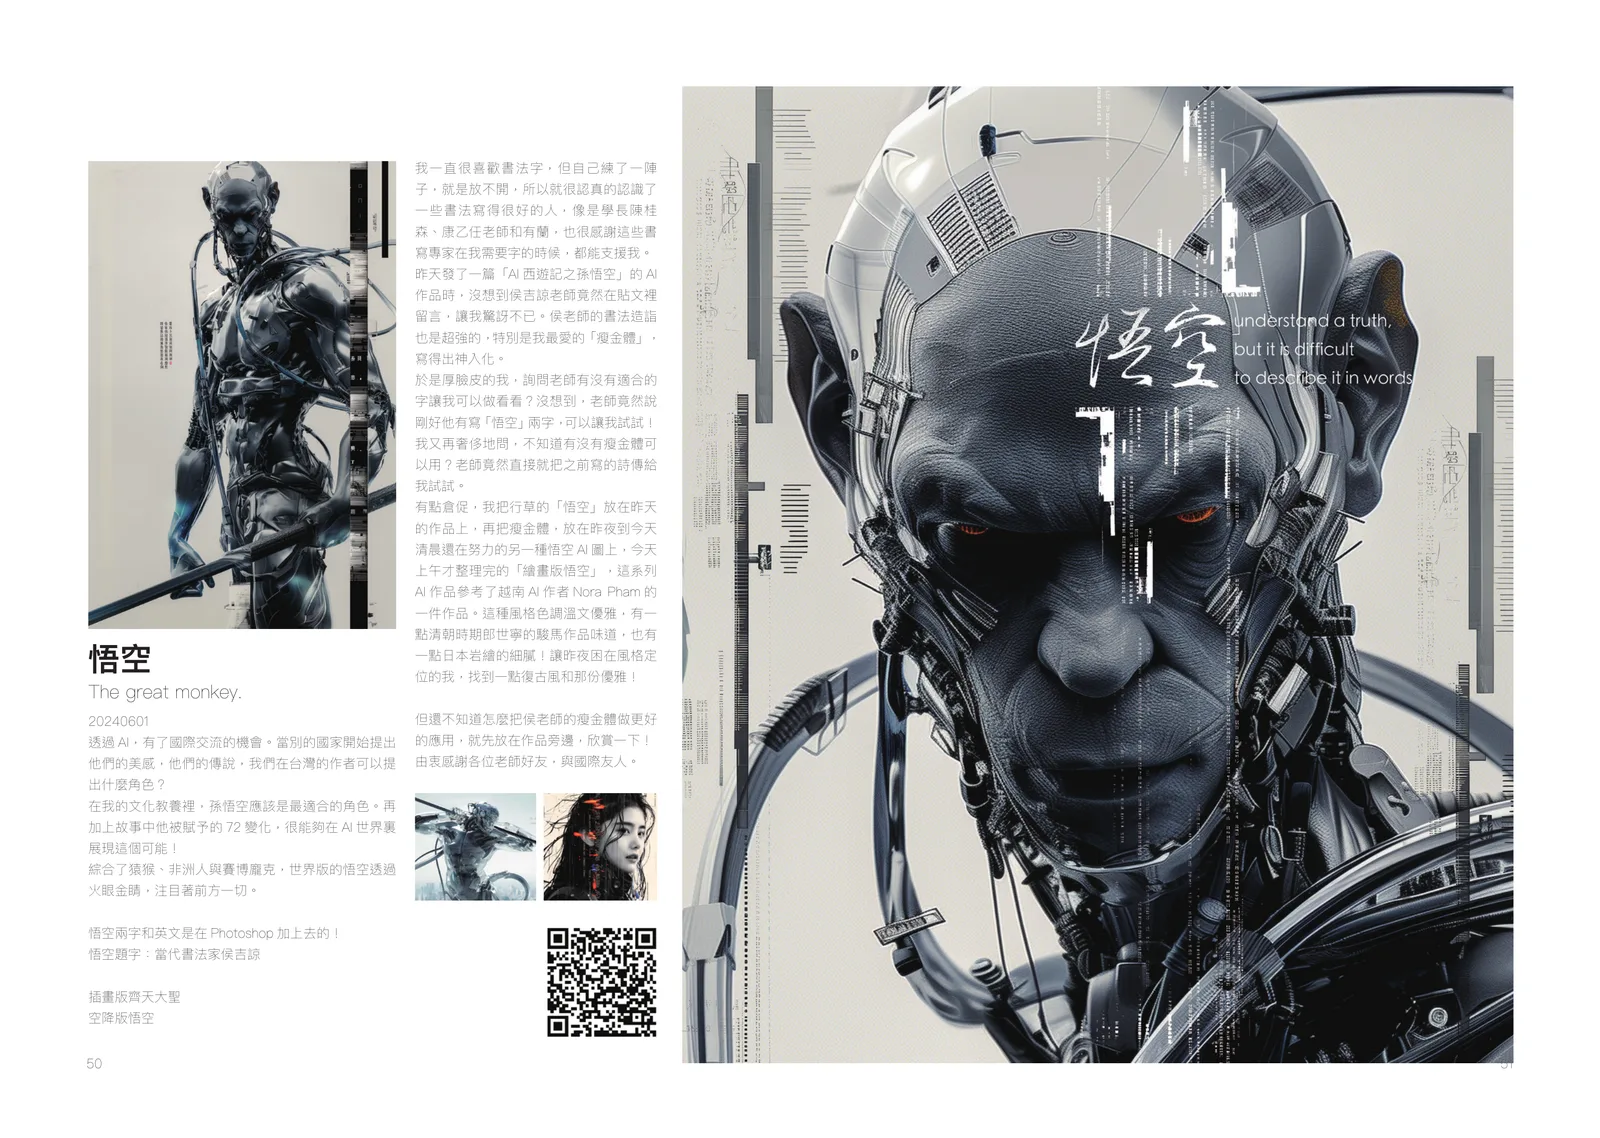 悟空
The great monkey.
20240601
透過 AI，有了國際交流的機會。當別的國家開始提出
他們的美感，他們的傳說，我們在台灣的作者可以提
出什麼角色？
在我的文化教養裡，孫悟空應該是最適合的角色。再
加上故事中他被賦予的 72 變化，很能夠在 AI 世界裏
展現這個可能！
綜合了猿猴、非洲人與賽博龐克，世界版的悟空透過
火眼金睛，注目著前方一切。
悟空兩字和英文是在 Photoshop 加上去的！
悟空題字：當代書法家侯吉諒
插畫版齊天大聖
空降版悟空
50
我一直很喜歡書法字，但自己練了一陣
子，就是放不開，所以就很認真的認識了
一些書法寫得很好的人，像是學長陳桂
森、康乙任老師和有蘭，也很感謝這些書
寫專家在我需要字的時候，都能支援我。
昨天發了一篇「AI 西遊記之孫悟空」的 AI
作品時，沒想到侯吉諒老師竟然在貼文裡
留言，讓我驚訝不已。侯老師的書法造詣
也是超強的，特別是我最愛的「瘦金體」，
寫得出神入化。
於是厚臉皮的我，詢問老師有沒有適合的
字讓我可以做看看？沒想到，老師竟然說
剛好他有寫「悟空」兩字，可以讓我試試！
我又再奢侈地問，不知道有沒有瘦金體可
以用？老師竟然直接就把之前寫的詩傳給
我試試。
有點倉促，我把行草的「悟空」放在昨天
的作品上，再把瘦金體，放在昨夜到今天
清晨還在努力的另一種悟空 AI 圖上，今天
上午才整理完的「繪畫版悟空」，這系列
AI 作品參考了越南 AI 作者 Nora Pham 的
一件作品。這種風格色調溫文優雅，有一
點清朝時期郎世寧的駿馬作品味道，也有
一點日本岩繪的細膩！讓昨夜困在風格定
位的我，找到一點復古風和那份優雅！
但還不知道怎麼把侯老師的瘦金體做更好
的應用，就先放在作品旁邊，欣賞一下！
由衷感謝各位老師好友，與國際友人。
悟空
understand a truth,
but it is difficult
to describe it in words
51